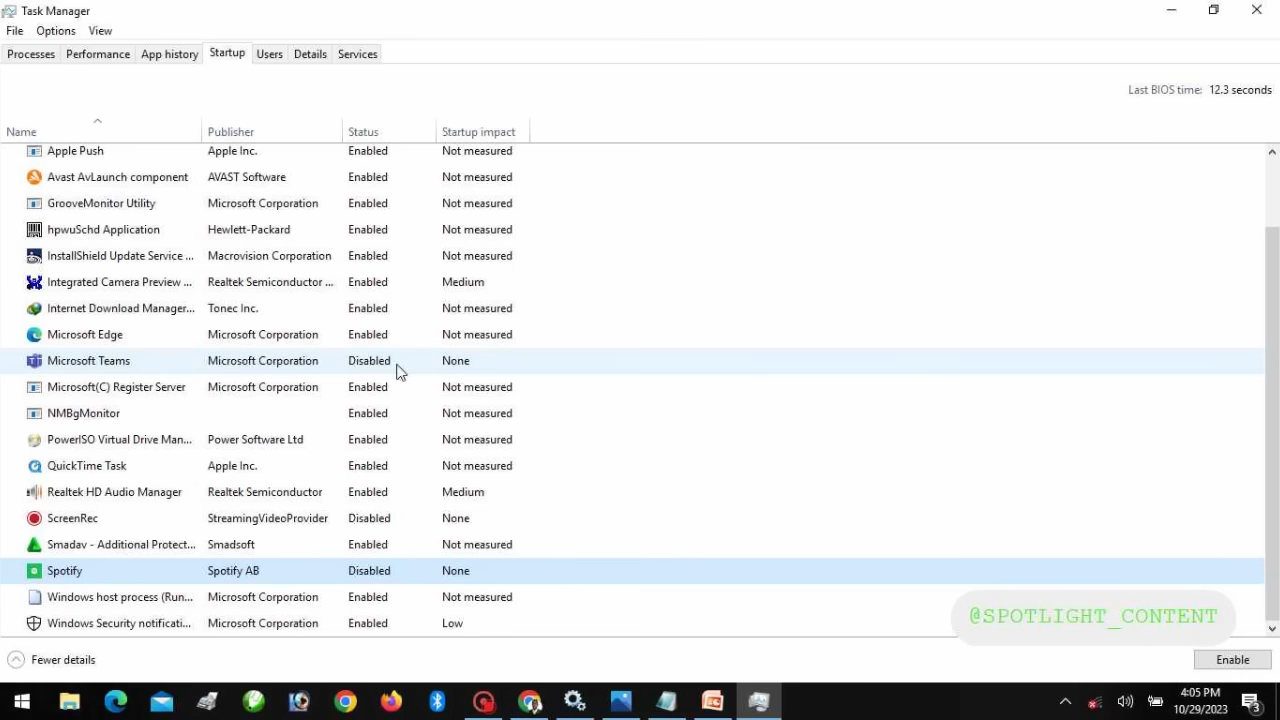 Task Manager
File Options View
Processes Performance App history Startup Users Details Services
Last BIOS time: 12.3 seconds
Name Publisher Status Startup impact
Apple Push Apple Inc. Enabled Not measured
Avast AvLaunch component AVAST Software Enabled Not measured
GrooveMonitor Utility Microsoft Corporation Enabled Not measured
hpwuSchd Application Hewlett-Packard Enabled Not measured
InstallShield Update Service ... Macrovision Corporation Enabled Not measured
Integrated Camera Preview ... Realtek Semiconductor ... Enabled Medium
Internet Download Manager... Tonec Inc. Enabled Not measured
Microsoft Edge Microsoft Corporation Enabled Not measured
Microsoft Teams Microsoft Corporation Disabled None
Microsoft(C) Register Server Microsoft Corporation Enabled Not measured
NMBgMonitor Enabled Not measured
PowerISO Virtual Drive Man... Power Software Ltd Enabled Not measured
QuickTime Task Apple Inc. Enabled Not measured
Realtek HD Audio Manager Realtek Semiconductor Enabled Medium
ScreenRec StreamingVideoProvider Disabled None
Smadav - Additional Protect... Smadsoft Enabled Not measured
Spotify Spotify AB Disabled None
Windows host process (Run... Microsoft Corporation Enabled Not measured
Windows Security notificati... Microsoft Corporation Enabled Low
@SPOTLIGHT_CONTENT
Fewer details Enable
4:05 PM
10/29/2023
3